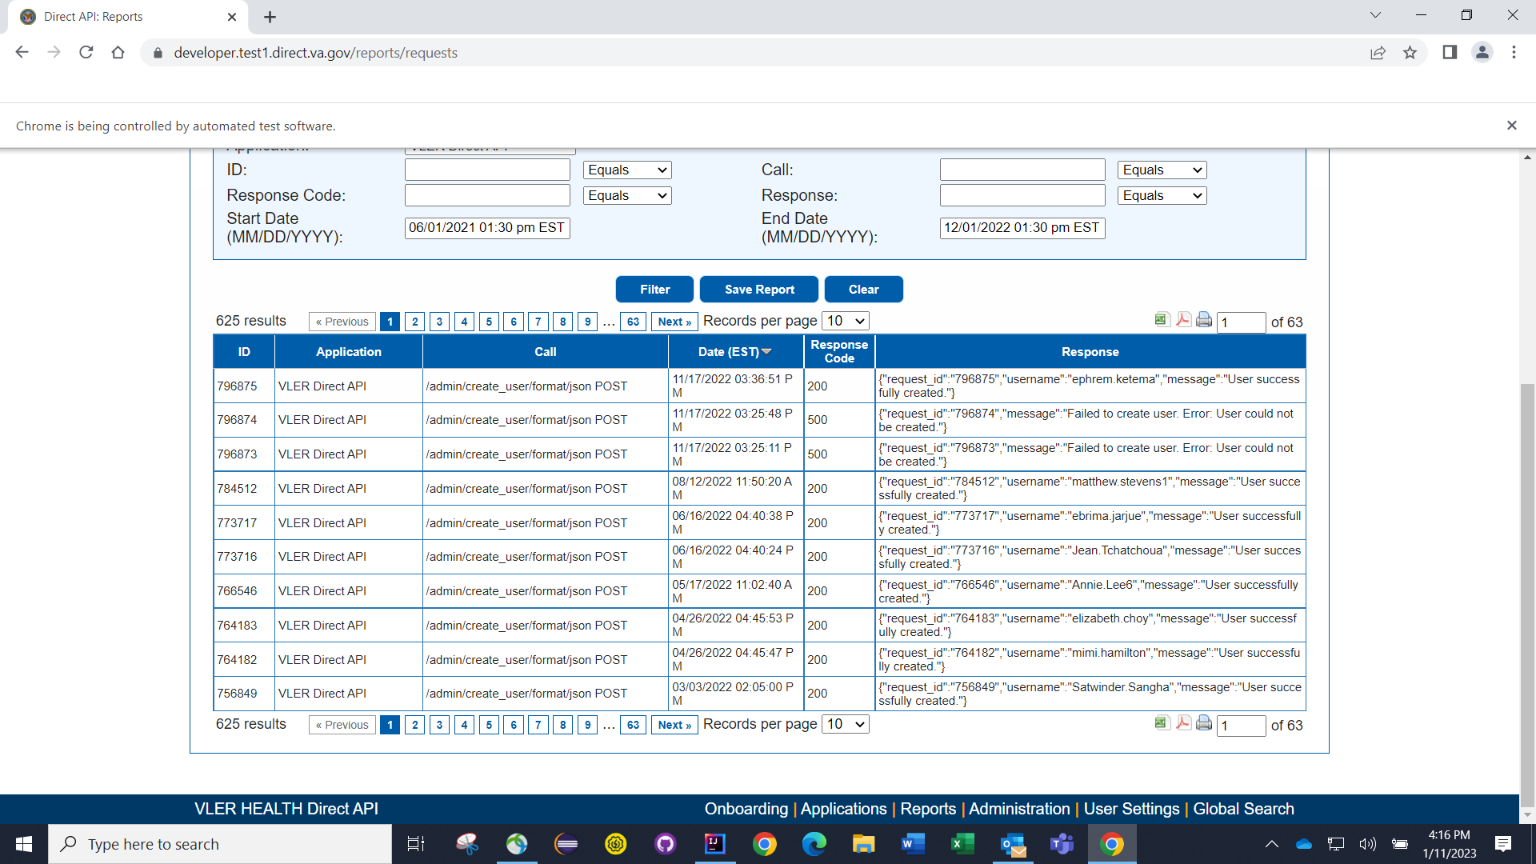 Direct API: Reports
developer.test1.direct.va.gov/reports/requests
Chrome is being controlled by automated test software.
ID: Equals Call: Equals
Response Code: Equals Response: Equals
Start Date (MM/DD/YYYY): 06/01/2021 01:30 pm EST End Date (MM/DD/YYYY): 12/01/2022 01:30 pm EST
Filter Save Report Clear
625 results « Previous 1 2 3 4 5 6 7 8 9 ... 63 Next » Records per page 10 1 of 63
ID Application Call Date (EST) Response Code Response
796875 VLER Direct API /admin/create_user/format/json POST 11/17/2022 03:36:51 PM 200 {"request_id":"796875","username":"ephrem.ketema","message":"User successfully created."}
796874 VLER Direct API /admin/create_user/format/json POST 11/17/2022 03:25:48 PM 500 {"request_id":"796874","message":"Failed to create user. Error: User could not be created."}
796873 VLER Direct API /admin/create_user/format/json POST 11/17/2022 03:25:11 PM 500 {"request_id":"796873","message":"Failed to create user. Error: User could not be created."}
784512 VLER Direct API /admin/create_user/format/json POST 08/12/2022 11:50:20 AM 200 {"request_id":"784512","username":"matthew.stevens1","message":"User successfully created."}
773717 VLER Direct API /admin/create_user/format/json POST 06/16/2022 04:40:38 PM 200 {"request_id":"773717","username":"ebrima.jarjue","message":"User successfully created."}
773716 VLER Direct API /admin/create_user/format/json POST 06/16/2022 04:40:24 PM 200 {"request_id":"773716","username":"Jean.Tchatchoua","message":"User successfully created."}
766546 VLER Direct API /admin/create_user/format/json POST 05/17/2022 11:02:40 AM 200 {"request_id":"766546","username":"Annie.Lee6","message":"User successfully created."}
764183 VLER Direct API /admin/create_user/format/json POST 04/26/2022 04:45:53 PM 200 {"request_id":"764183","username":"elizabeth.choy","message":"User successfully created."}
764182 VLER Direct API /admin/create_user/format/json POST 04/26/2022 04:45:47 PM 200 {"request_id":"764182","username":"mimi.hamilton","message":"User successfully created."}
756849 VLER Direct API /admin/create_user/format/json POST 03/03/2022 02:05:00 PM 200 {"request_id":"756849","username":"Satwinder.Sangha","message":"User successfully created."}
625 results « Previous 1 2 3 4 5 6 7 8 9 ... 63 Next » Records per page 10 1 of 63
VLER HEALTH Direct API Onboarding | Applications | Reports | Administration | User Settings | Global Search
Type here to search
4:16 PM
1/11/2023